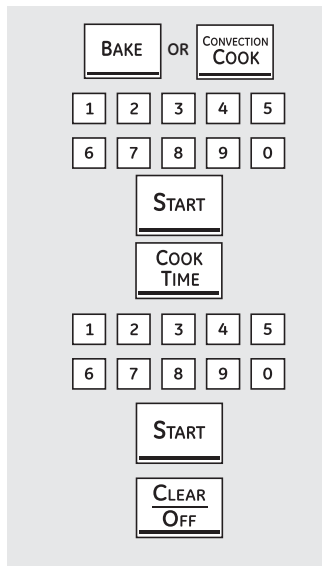 BAKE OR CONVECTION COOK
1 2 3 4 5
6 7 8 9 0
START
COOK
TIME
1 2 3 4 5
6 7 8 9 0
START
CLEAR
OFF